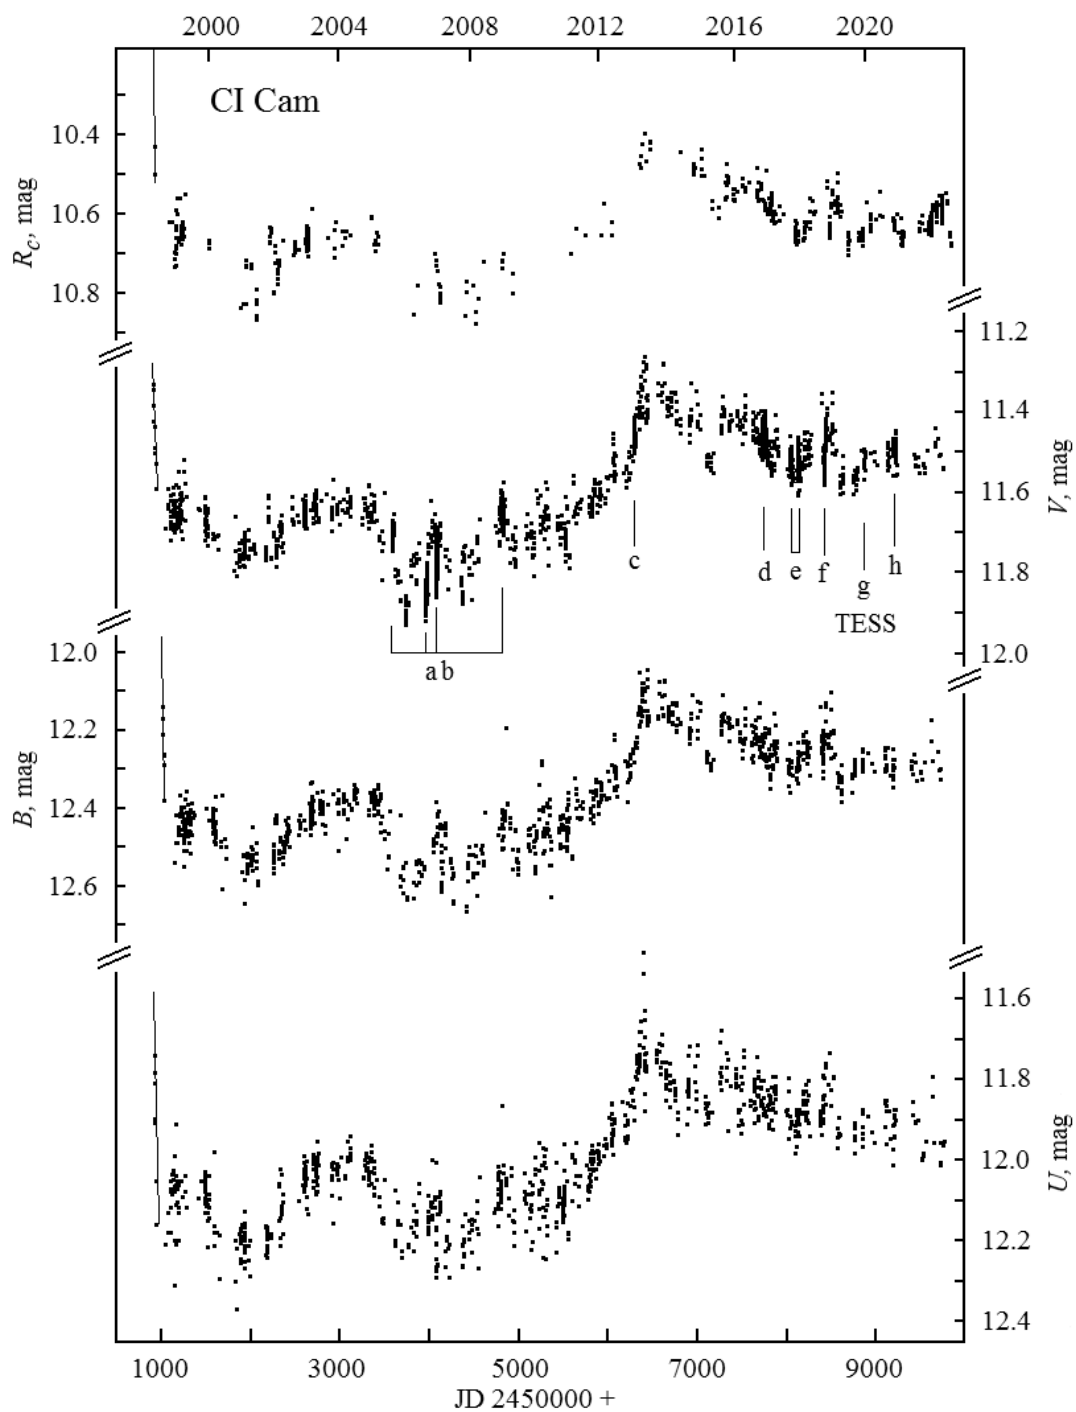 2000 2004 2008 2012 2016 2020
CI Cam
10.4
10.6
10.8
R_C, mag
11.2
11.4
11.6
11.8
12.0
V, mag
c
d
e
f
g
h
TESS
a b
12.0
12.2
12.4
12.6
B, mag
11.6
11.8
12.0
12.2
12.4
U, mag
1000 3000 5000 7000 9000
JD 2450000 +